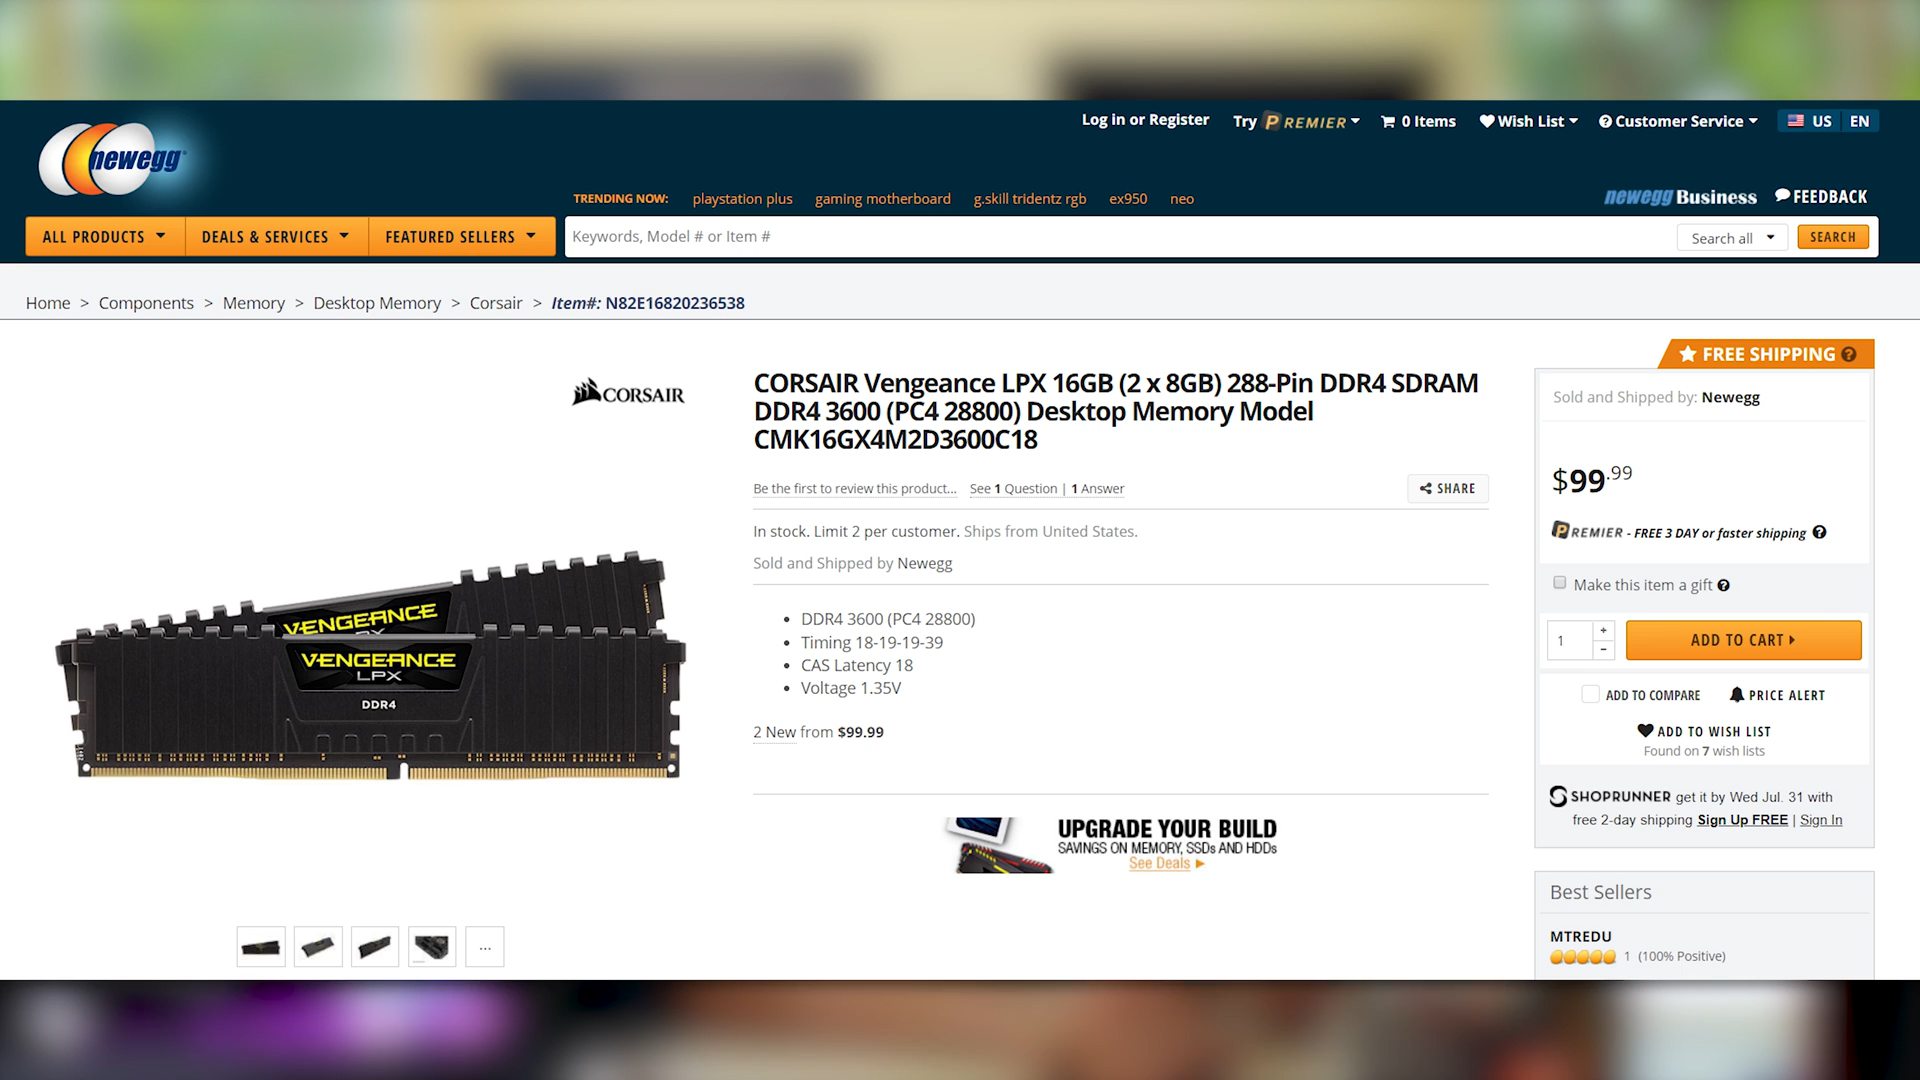 Log in or Register
Try PREMIER
0 Items
Wish List
Customer Service
US
EN
newegg
TRENDING NOW:
playstation plus
gaming motherboard
g.skill tridentz rgb
ex950
neo
newegg Business
FEEDBACK
ALL PRODUCTS
DEALS & SERVICES
FEATURED SELLERS
Keywords, Model # or Item #
Search all
SEARCH
Home > Components > Memory > Desktop Memory > Corsair > Item#: N82E16820236538
CORSAIR
VENGEANCE
VENGEANCE
LPX
DDR4
...
CORSAIR Vengeance LPX 16GB (2 x 8GB) 288-Pin DDR4 SDRAM
DDR4 3600 (PC4 28800) Desktop Memory Model
CMK16GX4M2D3600C18
Be the first to review this product... See 1 Question | 1 Answer
SHARE
In stock. Limit 2 per customer. Ships from United States.
Sold and Shipped by Newegg
• DDR4 3600 (PC4 28800)
• Timing 18-19-19-39
• CAS Latency 18
• Voltage 1.35V
2 New from $99.99
UPGRADE YOUR BUILD
SAVINGS ON MEMORY, SSDs AND HDDs
See Deals
FREE SHIPPING
Sold and Shipped by: Newegg
$99.99
PREMIER - FREE 3 DAY or faster shipping
Make this item a gift
1
+
-
ADD TO CART
ADD TO COMPARE
PRICE ALERT
ADD TO WISH LIST
Found on 7 wish lists
SHOPRUNNER get it by Wed Jul. 31 with
free 2-day shipping Sign Up FREE | Sign In
Best Sellers
MTREDU
1 (100% Positive)